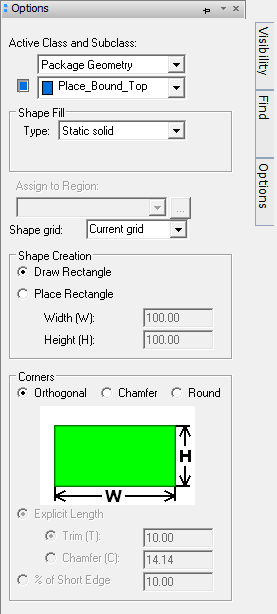 Options
Active Class and Subclass:
Package Geometry
Place_Bound_Top
Shape Fill
Type: Static solid
Assign to Region:
...
Shape grid: Current grid
Shape Creation
Draw Rectangle
Place Rectangle
Width (W): 100.00
Height (H): 100.00
Corners
Orthogonal Chamfer Round
H
W
Explicit Length
Trim (T): 10.00
Chamfer (C): 14.14
% of Short Edge 10.00
Visibility
Find
Options